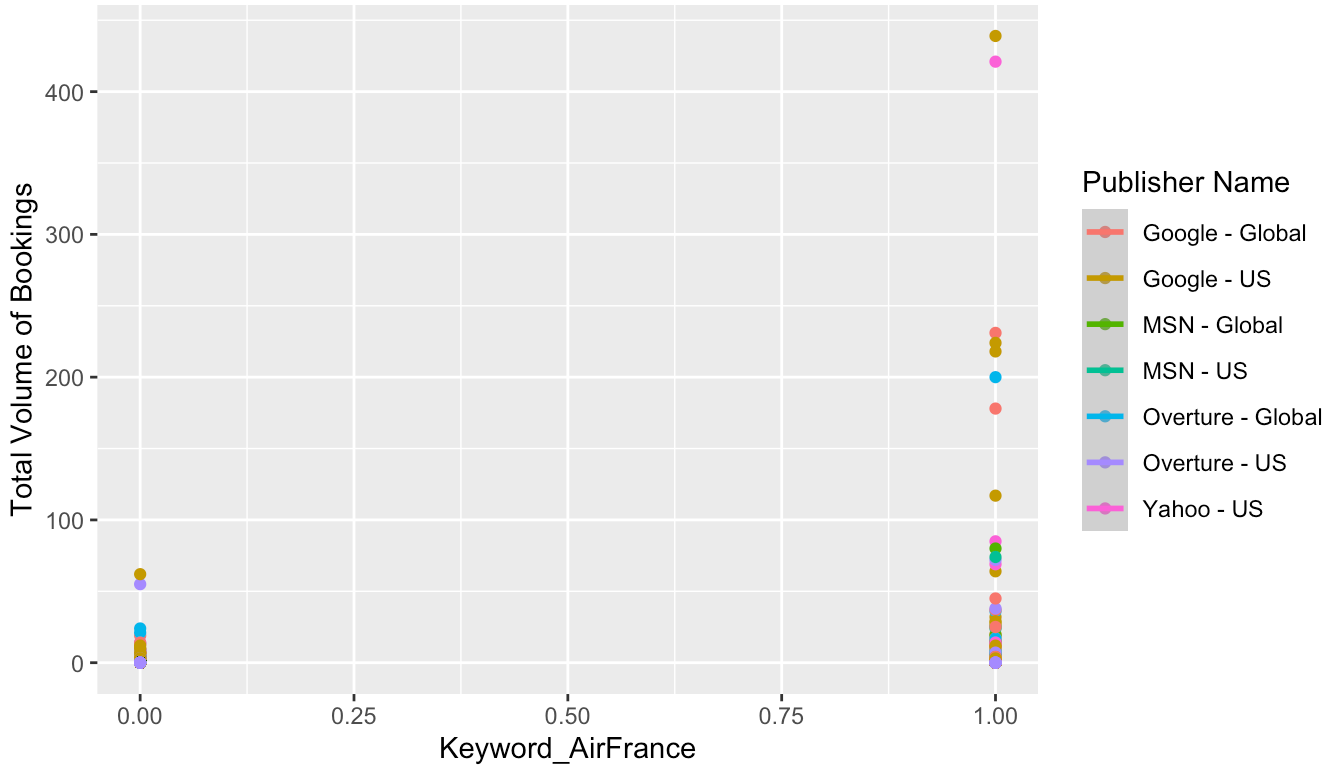 Total Volume of Bookings
400
300
200
100
0
0.00
0.25
0.50
0.75
1.00
Keyword_AirFrance
Publisher Name
Google - Global
Google - US
MSN - Global
MSN - US
Overture - Global
Overture - US
Yahoo - US